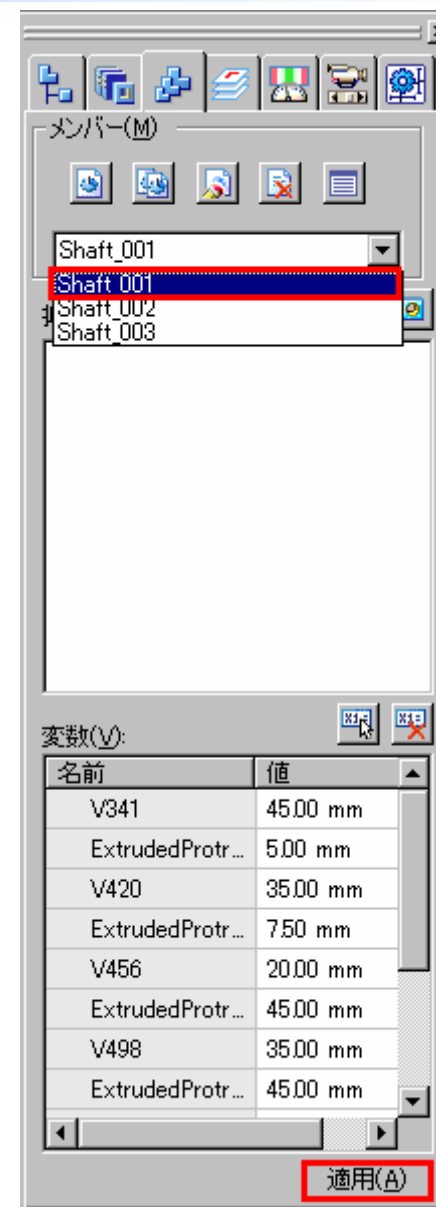 メンバー(M)
Shaft_001
Shaft_001
Shaft_002
Shaft_003
変数(V):
名前 値
V341 45.00 mm
ExtrudedProtr... 5.00 mm
V420 35.00 mm
ExtrudedProtr... 7.50 mm
V456 20.00 mm
ExtrudedProtr... 45.00 mm
V498 35.00 mm
ExtrudedProtr... 45.00 mm
適用(A)